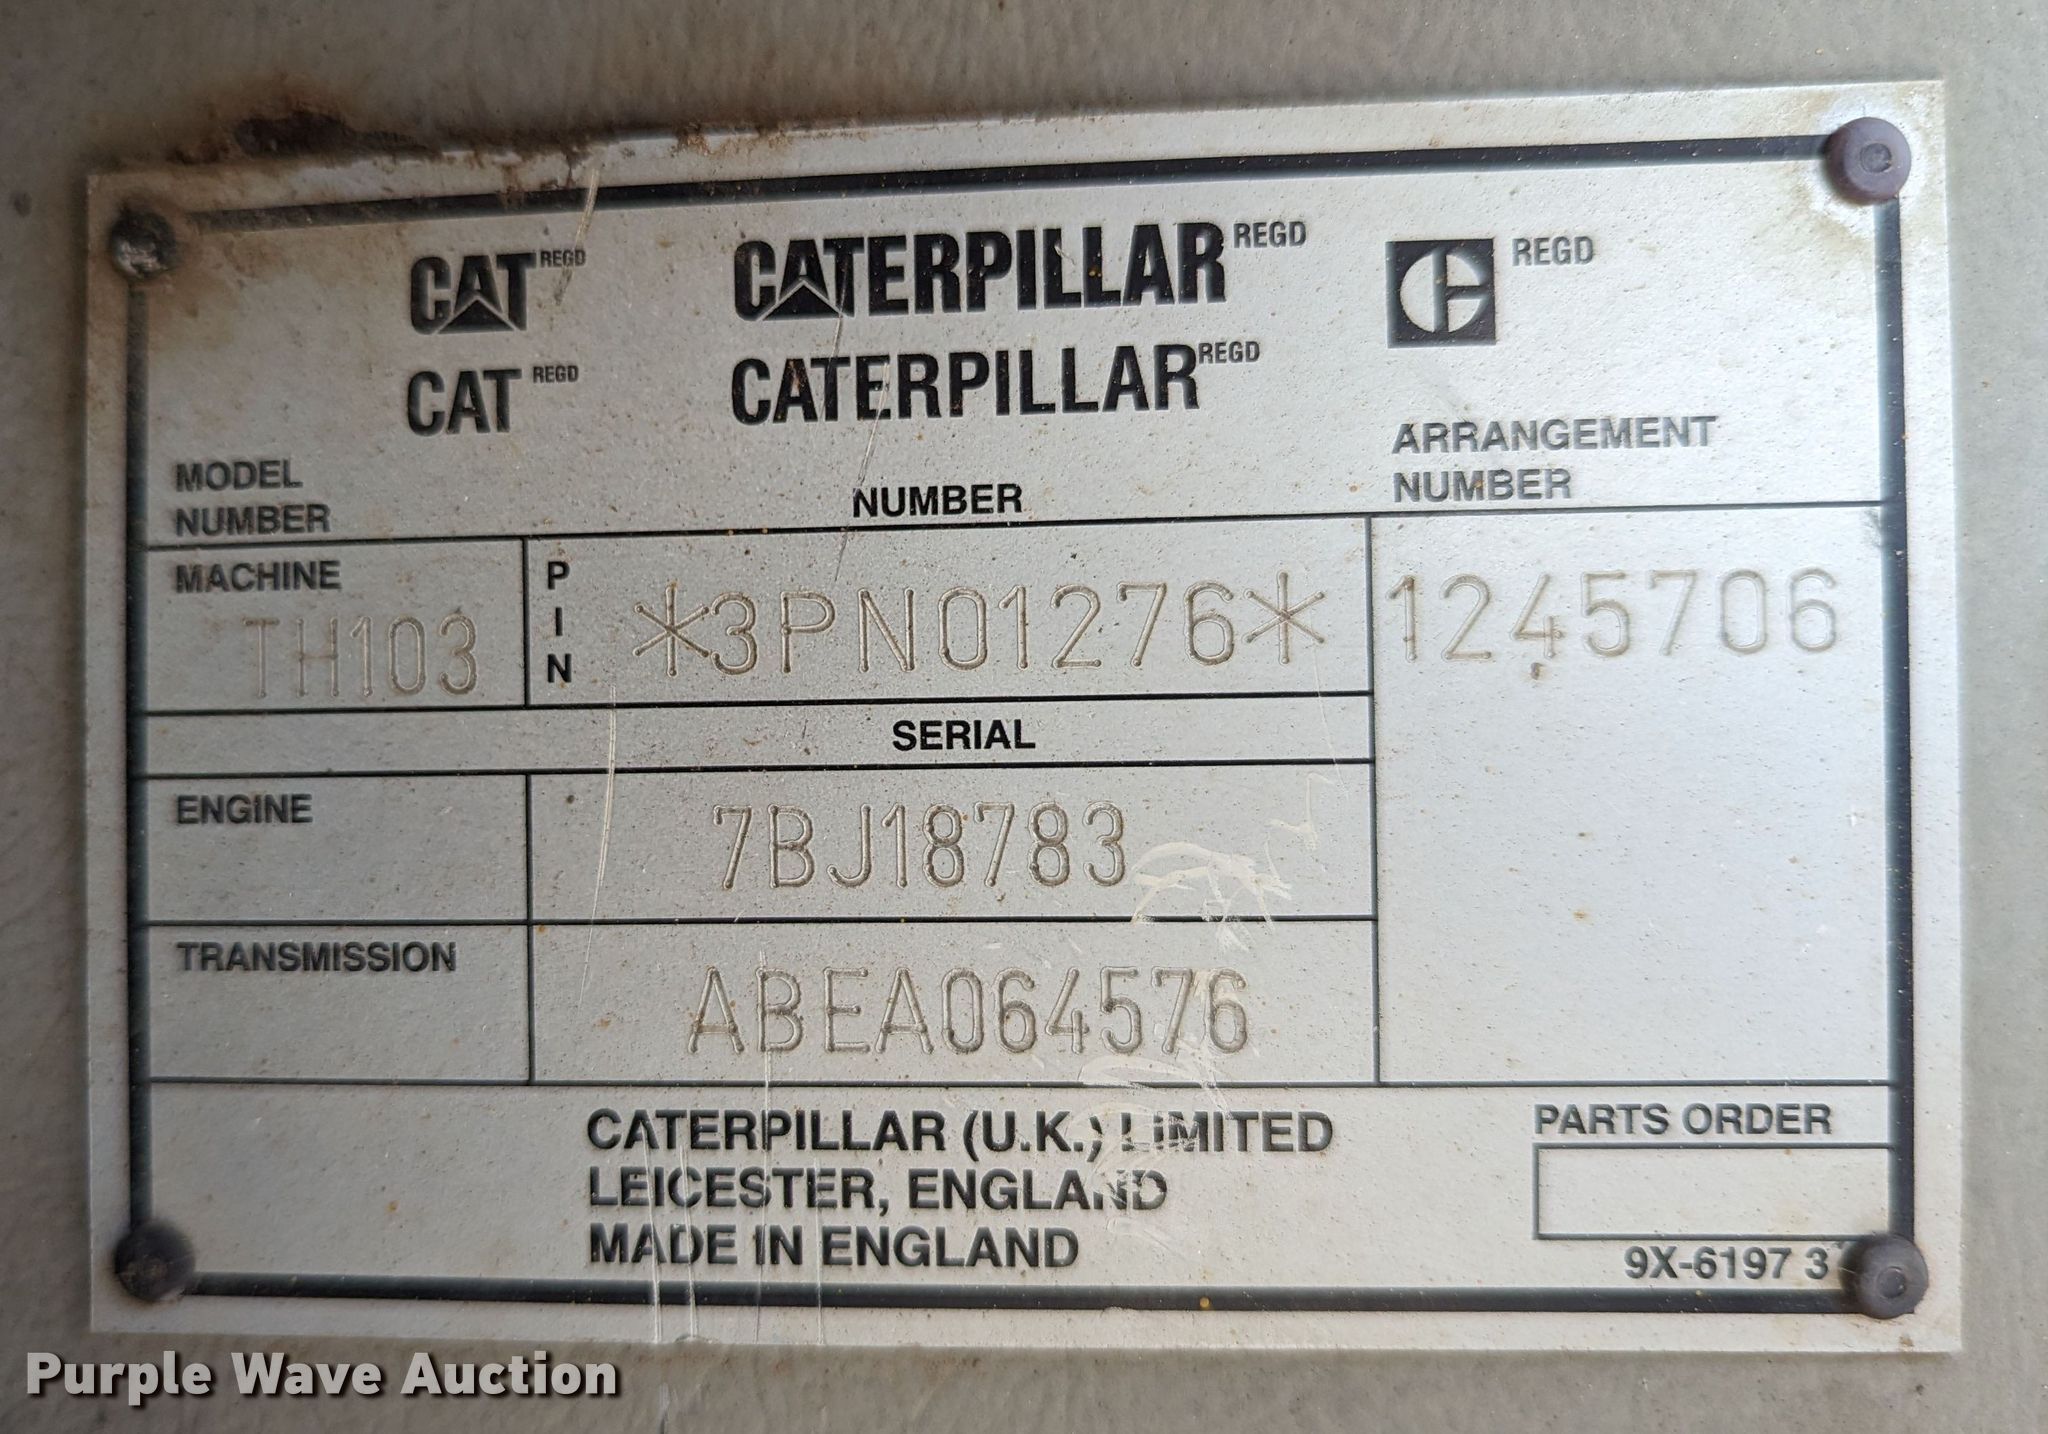 CAT REGD CATERPILLAR REGD C REGD
CAT REGD CATERPILLAR REGD
MODEL
NUMBER
NUMBER
ARRANGEMENT
NUMBER
MACHINE
TH103
PIN
*3PN01276*
1245706
SERIAL
ENGINE
7BJ18783
TRANSMISSION
ABEA064576
CATERPILLAR (U.K.) LIMITED
LEICESTER, ENGLAND
MADE IN ENGLAND
PARTS ORDER
9X-6197 3
Purple Wave Auction